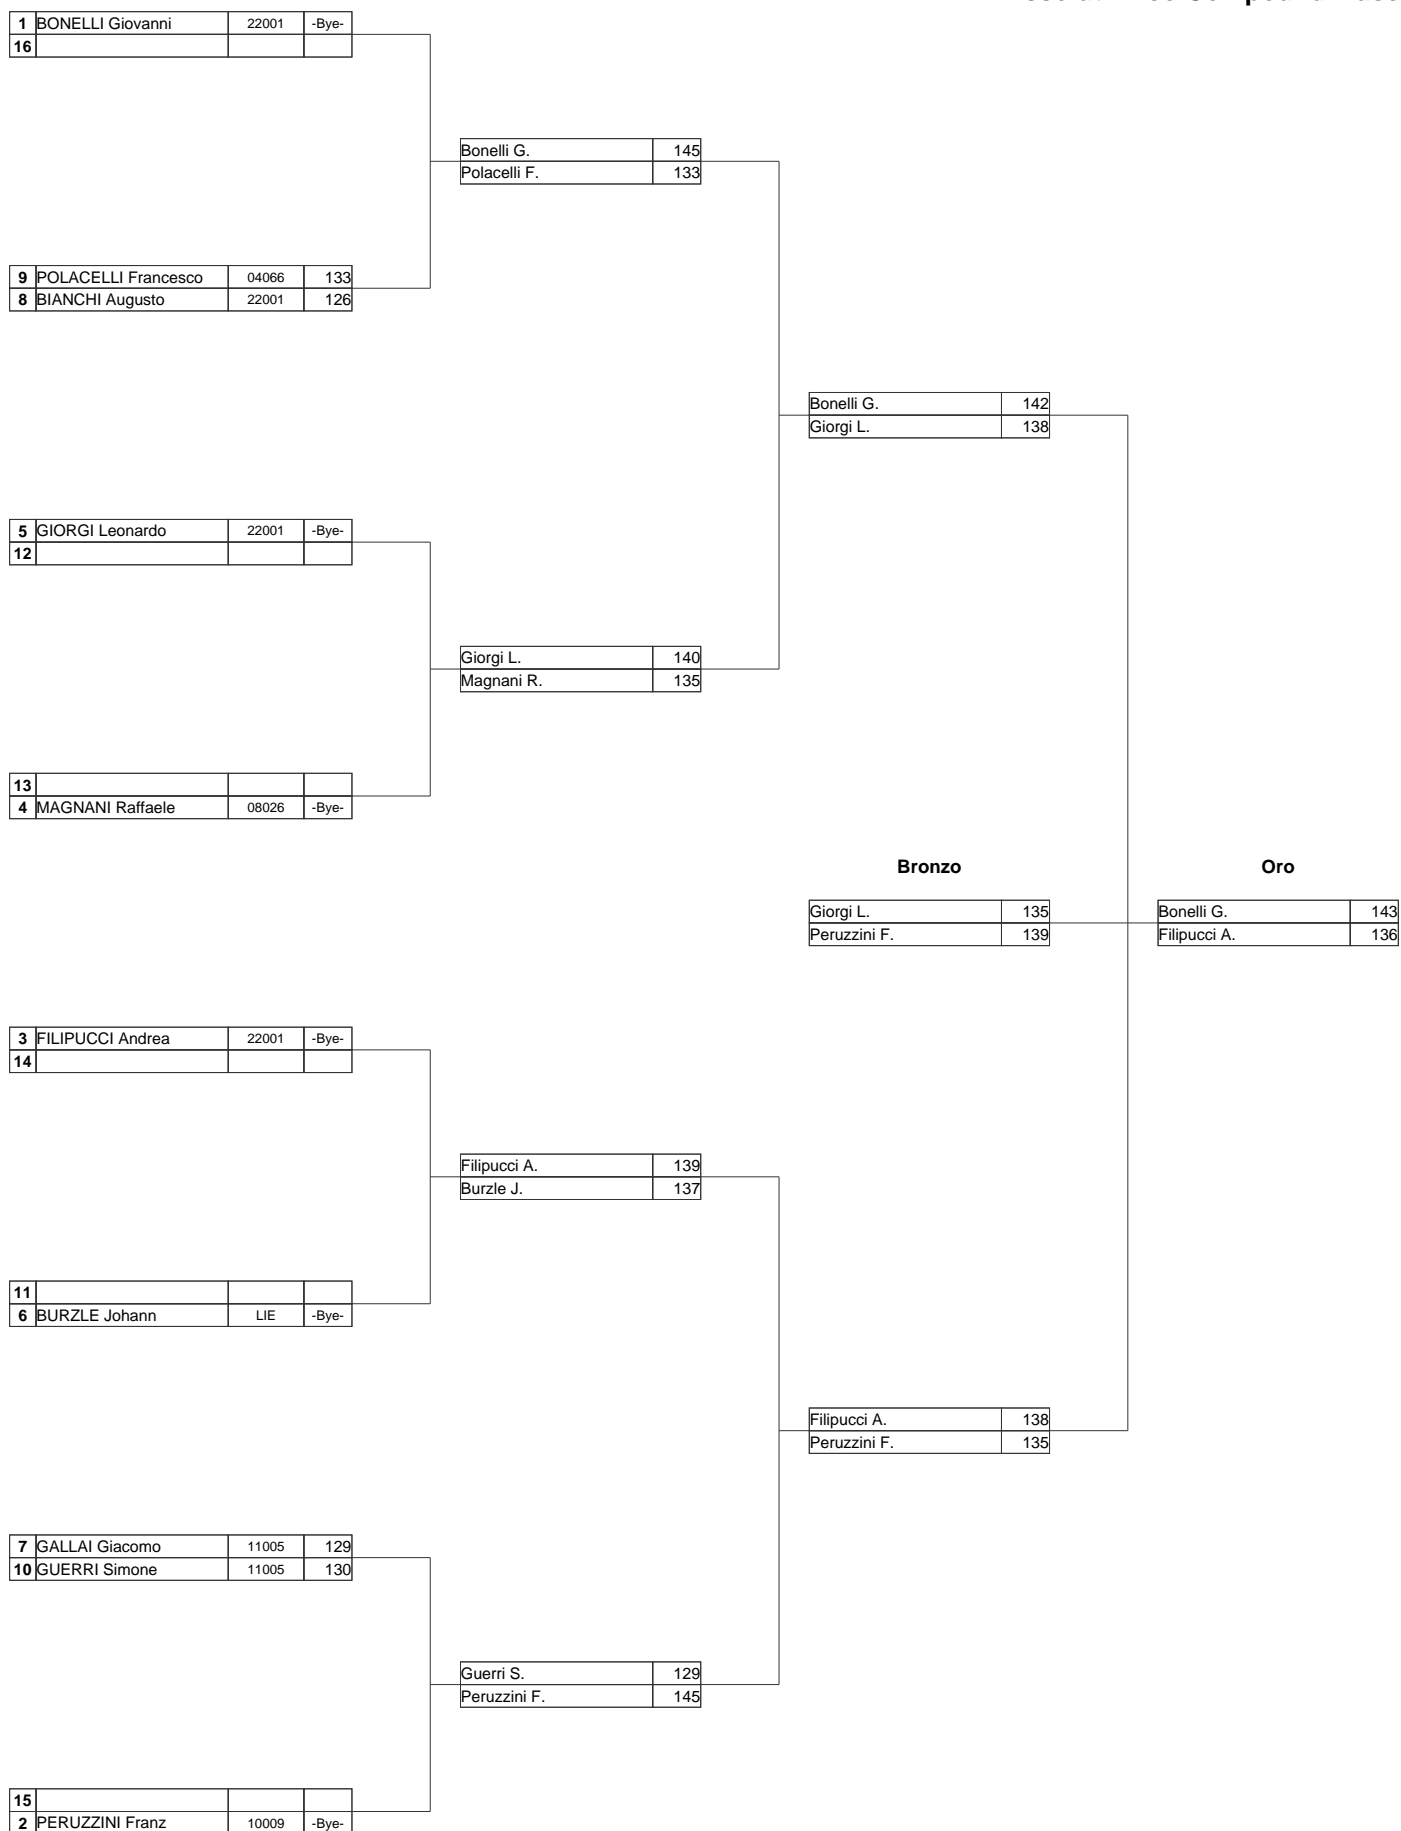 1 BONELLI Giovanni 22001 -Bye-
16
Bonelli G. 145
Polacelli F. 133
9 POLACELLI Francesco 04066 133
8 BIANCHI Augusto 22001 126
Bonelli G. 142
Giorgi L. 138
5 GIORGI Leonardo 22001 -Bye-
12
Giorgi L. 140
Magnani R. 135
13
4 MAGNANI Raffaele 08026 -Bye-
Bronzo Oro
Giorgi L. 135 Bonelli G. 143
Peruzzini F. 139 Filipucci A. 136
3 FILIPUCCI Andrea 22001 -Bye-
14
Filipucci A. 139
Burzle J. 137
11
6 BURZLE Johann LIE -Bye-
Filipucci A. 138
Peruzzini F. 135
7 GALLAI Giacomo 11005 129
10 GUERRI Simone 11005 130
Guerri S. 129
Peruzzini F. 145
15
2 PERUZZINI Franz 10009 -Bye-